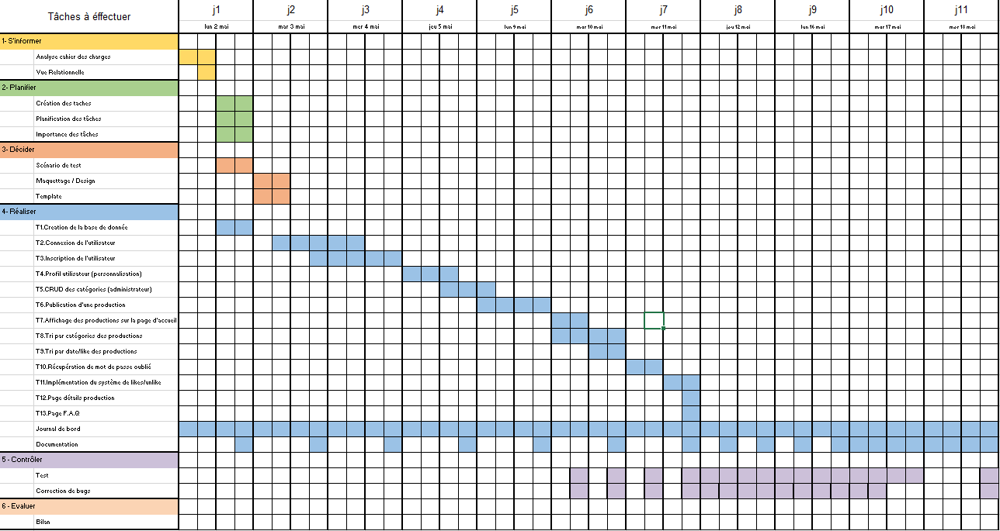 Tâches à éffectuer
j1 j2 j3 j4 j5 j6 j7 j8 j9 j10 j11
lun 2 mai mar 3 mai mer 4 mai jeu 5 mai lun 9 mai mar 10 mai mer 11 mai jeu 12 mai lun 16 mai mar 17 mai mer 18 mai
1- S'informer
Analyse cahier des charges
Vue Relationnelle
2- Planifier
Création des taches
Planification des tâches
Importance des tâches
3- Décider
Scénario de test
Maquettage / Design
Template
4- Réaliser
T1.Creation de la base de donnée
T2.Connexion de l'utilisateur
T3.Inscription de l'utilisateur
T4.Profil utilisateur (personnalisation)
T5.CRUD des catégories (administrateur)
T6.Publication d'une production
T7.Affichage des productions sur la page d'accueil
T8.Tri par catégories des productions
T9.Tri par date/like des productions
T10.Récupération de mot de passe oublié
T11.Implémentation du système de likes/unlike
T12.Page détails production
T13.Page F.A.Q
Journal de bord
Documentation
5 - Contrôler
Test
Correction de bugs
6 - Evaluer
Bilan